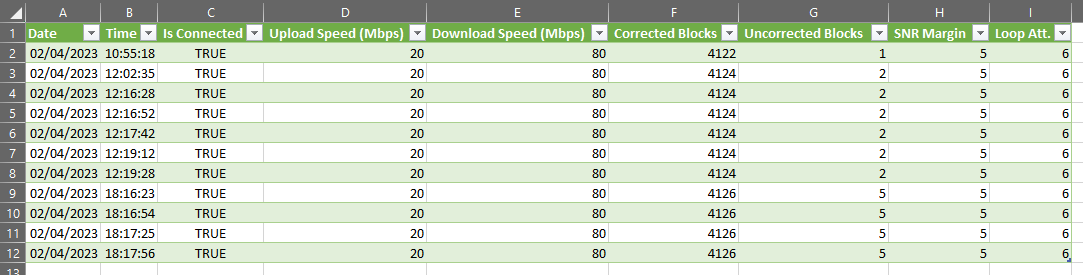 A B C D E F G H I
1 Date Time Is Connected Upload Speed (Mbps) Download Speed (Mbps) Corrected Blocks Uncorrected Blocks SNR Margin Loop Att.
2 02/04/2023 10:55:18 TRUE 20 80 4122 1 5 6
3 02/04/2023 12:02:35 TRUE 20 80 4124 2 5 6
4 02/04/2023 12:16:28 TRUE 20 80 4124 2 5 6
5 02/04/2023 12:16:52 TRUE 20 80 4124 2 5 6
6 02/04/2023 12:17:42 TRUE 20 80 4124 2 5 6
7 02/04/2023 12:19:12 TRUE 20 80 4124 2 5 6
8 02/04/2023 12:19:28 TRUE 20 80 4124 2 5 6
9 02/04/2023 18:16:23 TRUE 20 80 4126 5 5 6
10 02/04/2023 18:16:54 TRUE 20 80 4126 5 5 6
11 02/04/2023 18:17:25 TRUE 20 80 4126 5 5 6
12 02/04/2023 18:17:56 TRUE 20 80 4126 5 5 6
13